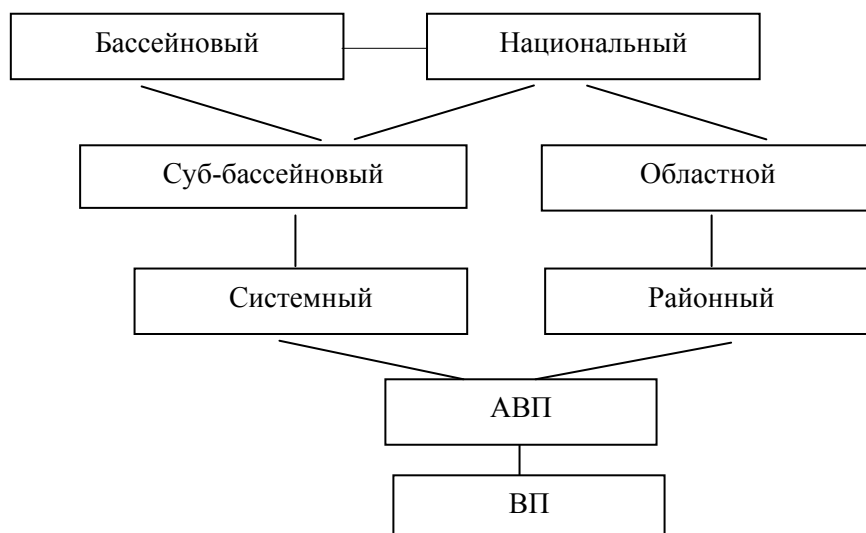 Бассейновый
Национальный
Суб-бассейновый
Областной
Системный
Районный
АВП
ВП